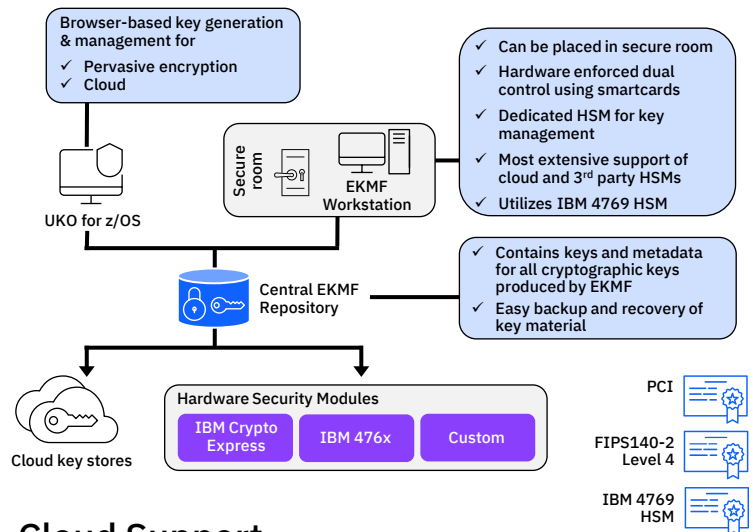 Browser-based key generation
& management for
✓ Pervasive encryption
✓ Cloud
✓ Can be placed in secure room
✓ Hardware enforced dual
control using smartcards
✓ Dedicated HSM for key
management
✓ Most extensive support of
cloud and 3rd party HSMs
✓ Utilizes IBM 4769 HSM
Secure
room
EKMF
Workstation
UKO for z/OS
Central EKMF
Repository
✓ Contains keys and metadata
for all cryptographic keys
produced by EKMF
✓ Easy backup and recovery of
key material
Cloud key stores
Hardware Security Modules
IBM Crypto
Express
IBM 476x
Custom
PCI
FIPS140-2
Level 4
IBM 4769
HSM
Cloud Support